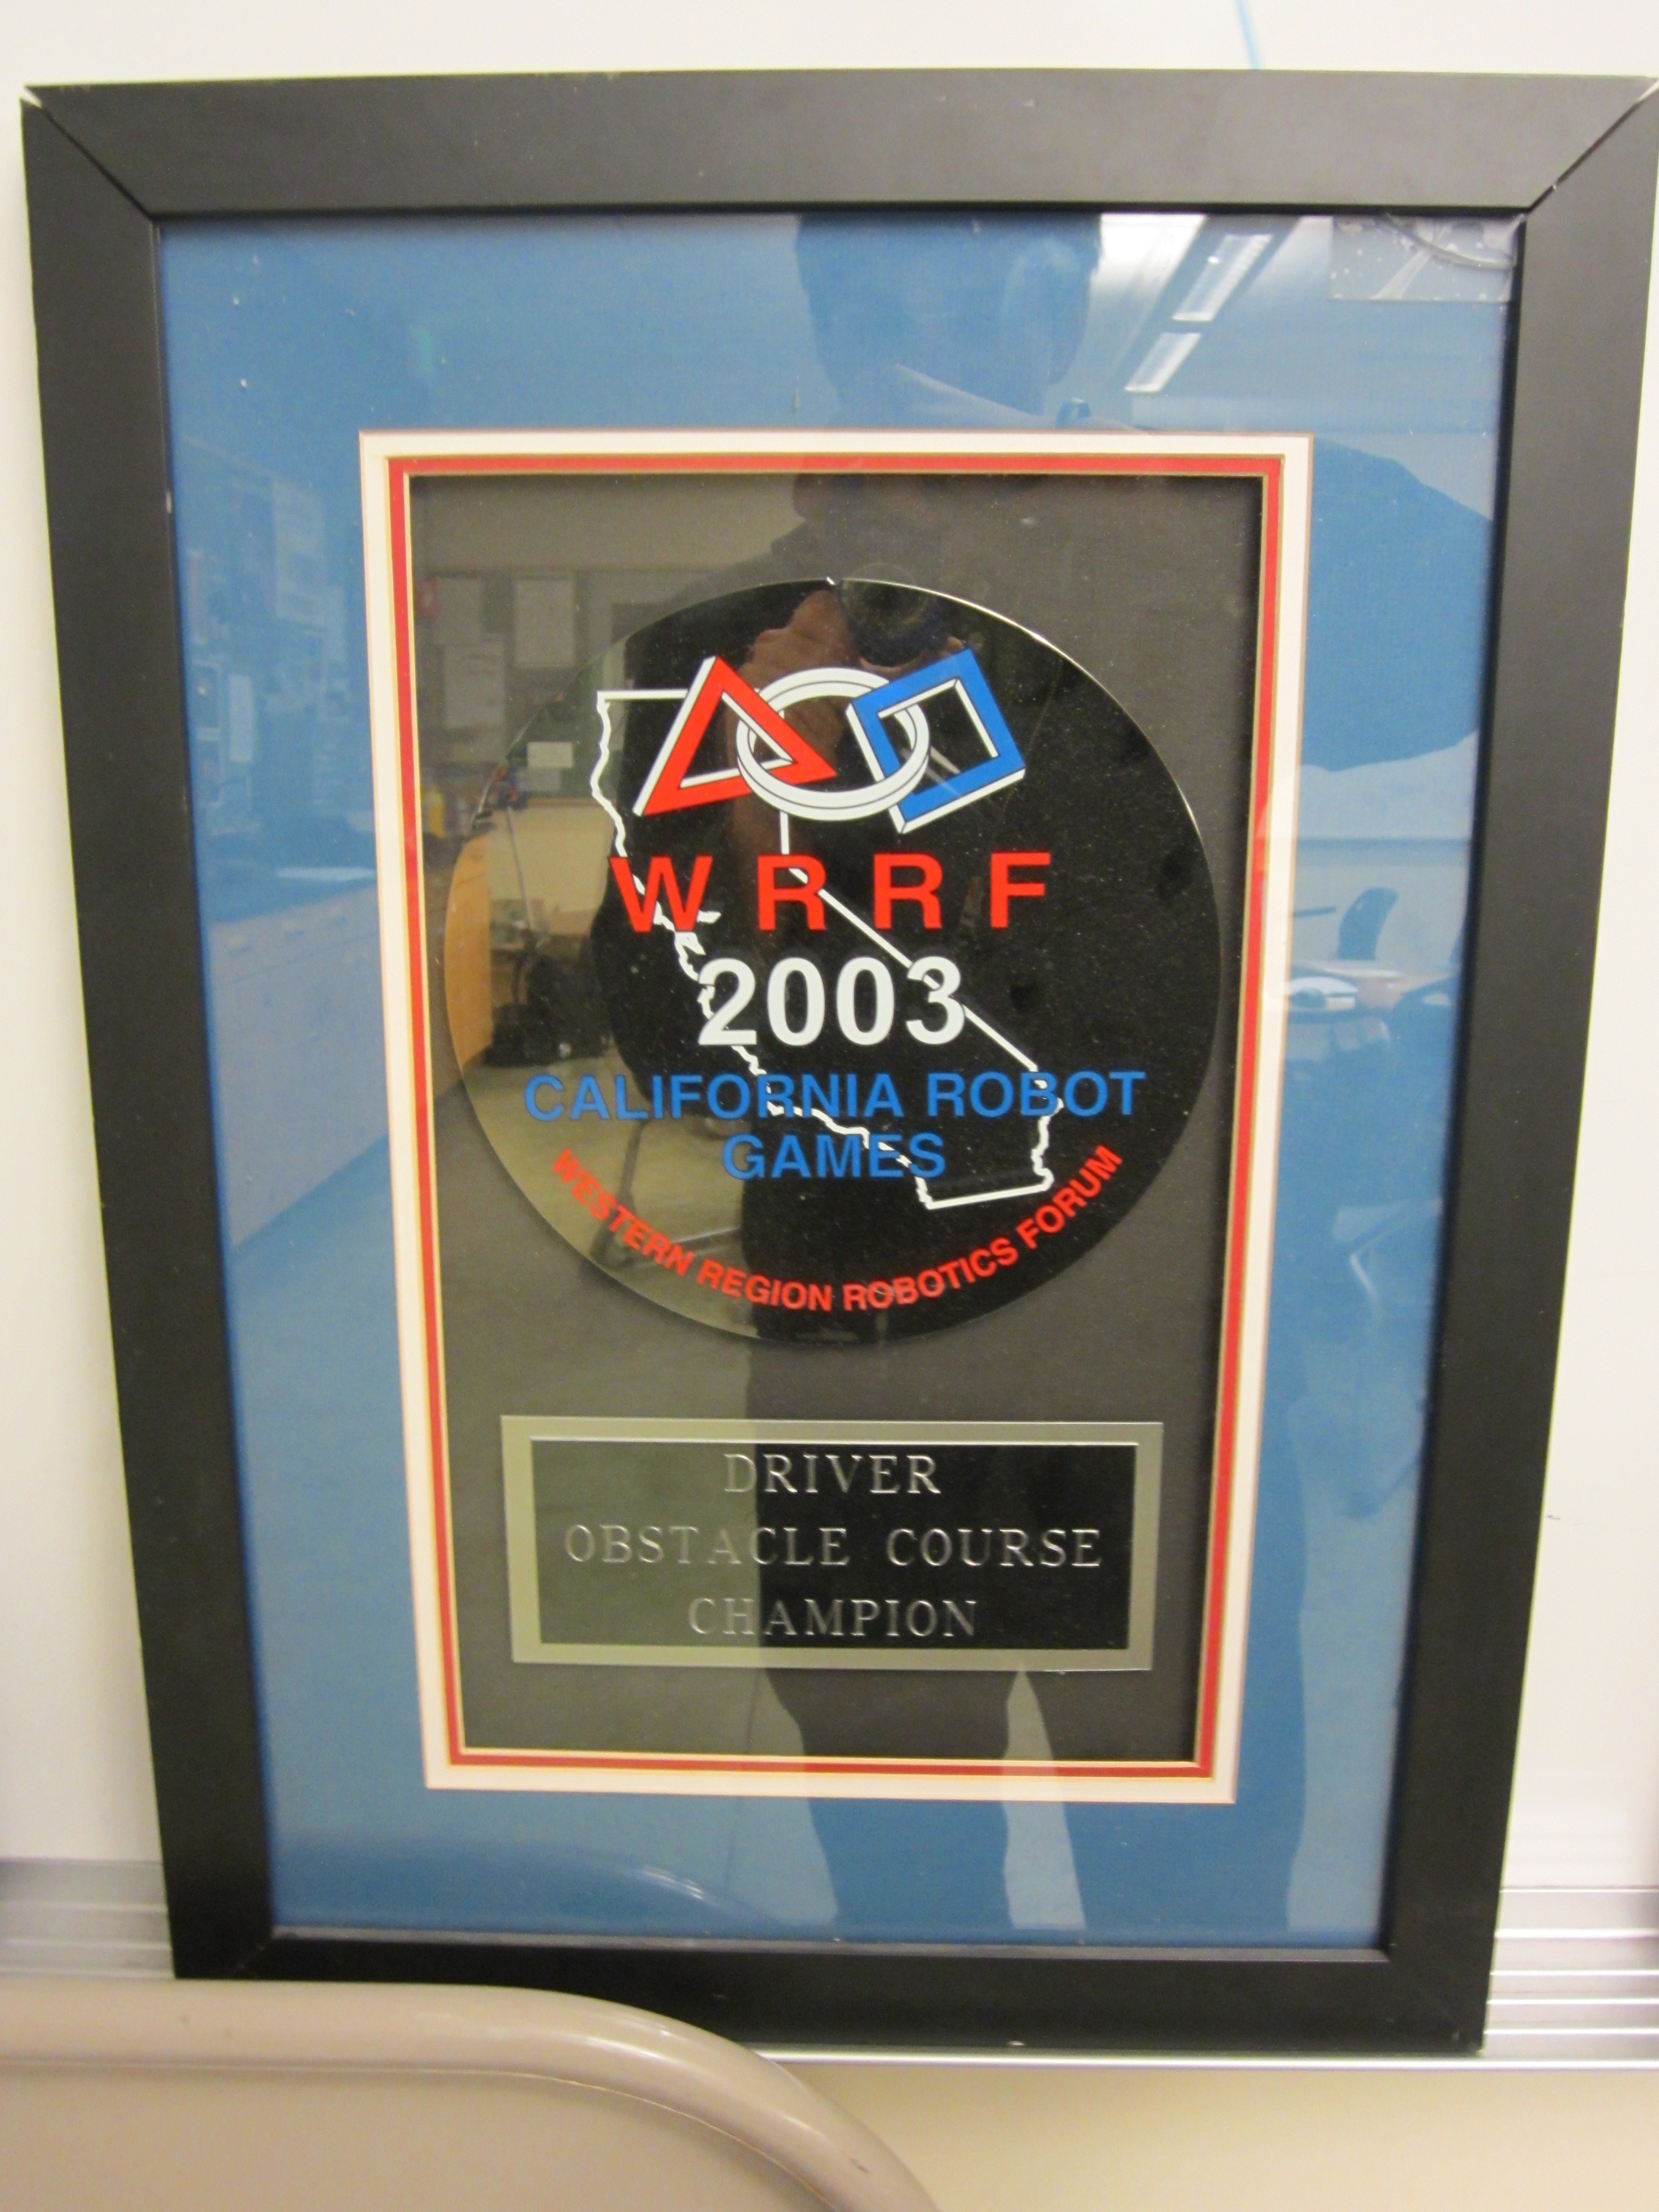 WRRF
2003
CALIFORNIA ROBOT
GAMES
WESTERN REGION ROBOTICS FORUM
DRIVER
OBSTACLE COURSE
CHAMPION